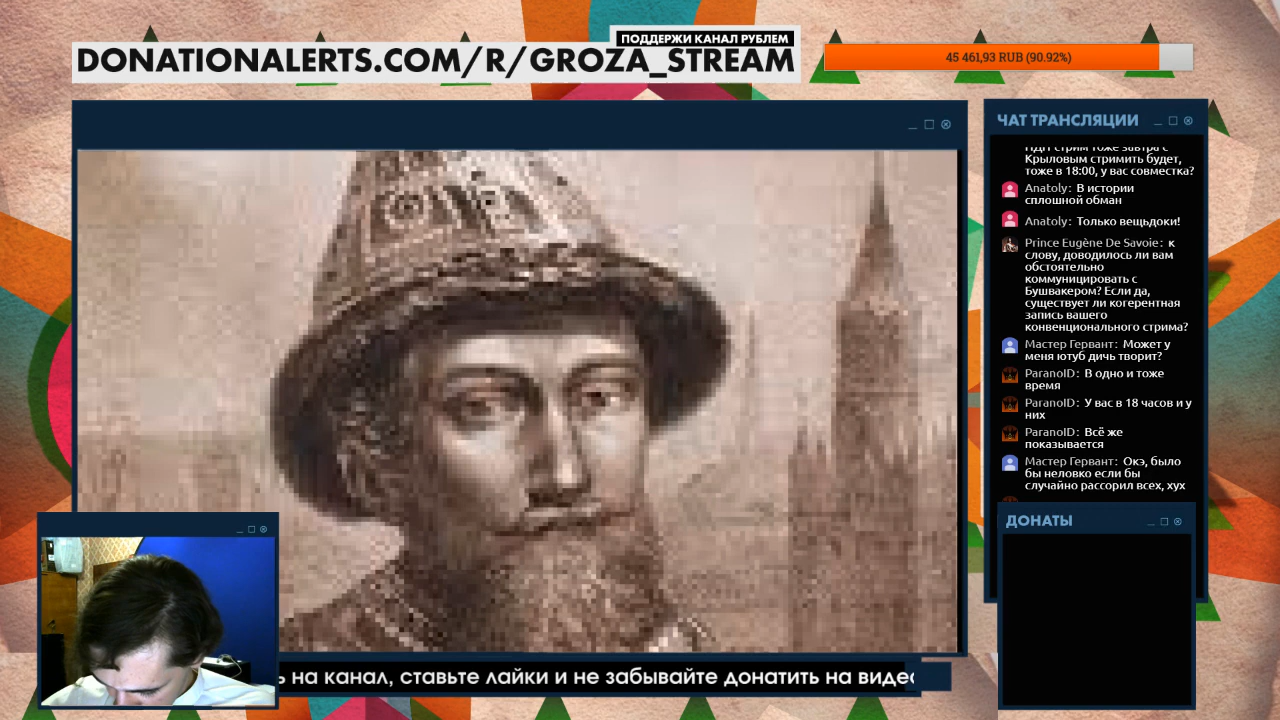 ПОДДЕРЖИ КАНАЛ РУБЛЕМ
DONATIONALERTS.COM/R/GROZA_STREAM
45 461,93 RUB (90.92%)
ЧАТ ТРАНСЛЯЦИИ
стрим тоже завтра с
Крыловым стримить будет,
тоже в 18:00, у вас совместка?
Anatoly: В истории
сплошной обман
Anatoly: Только вещьдоки!
Prince Eugène De Savoie: к
слову, доводилось ли вам
обстоятельно
коммуницировать с
Бушвакером? Если да,
существует ли когерентная
запись вашего
конвенционального стрима?
Мастер Гервант: Может у
меня ютуб дичь творит?
ParanoID: В одно и тоже
время
ParanoID: У вас в 18 часов и у
них
ParanoID: Всё же
показывается
Мастер Гервант: Окэ, было
бы неловко если бы
случайно рассорил всех, хух
ДОНАТЫ
ь на канал, ставьте лайки и не забывайте донатить на видео